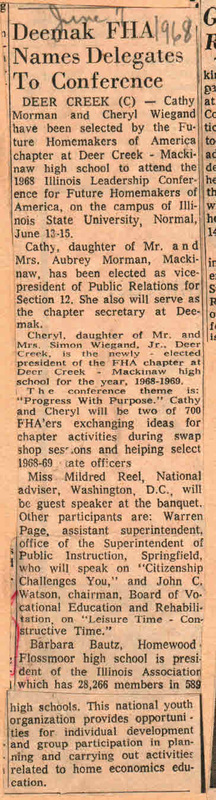 June 7 1968
Deemak FHA
Names Delegates
To Conference
DEER CREEK (C) — Cathy
Morman and Cheryl Wiegand
have been selected by the Fu-
ture Homemakers of America
chapter at Deer Creek - Macki-
naw high school to attend the
1968 Illinois Leadership Confer-
ence for Future Homemakers of
America, on the campus of Illi-
nois State University, Normal,
June 13-15.
Cathy, daughter of Mr. and
Mrs. Aubrey Morman, Macki-
naw, has been elected as vice-
president of Public Relations for
Section 12. She also will serve as
the chapter secretary at Dee-
mak.
Cheryl, daughter of Mr. and
Mrs. Simon Wiegand, Jr., Deer
Creek, is the newly - elected
president of the FHA chapter at
Deer Creek - Mackinaw high
school for the year, 1968-1969.
The conference theme is:
"Progress With Purpose." Cathy
and Cheryl will be two of 700
FHA'ers exchanging ideas for
chapter activities during swap
shop ses ons and helping select
1968-69 ate officers
Miss Mildred Reel, National
adviser, Washington, D.C., will
be guest speaker at the banquet.
Other participants are: Warren
Page, assistant superintendent,
office of the Superintendent of
Public Instruction, Springfield,
who will speak on "Citizenship
Challenges You," and John C.
Watson, chairman, Board of Vo-
cational Education and Rehabili-
tation, on "Leisure Time - Con-
structive Time."
Barbara Bautz, Homewood
Flossmoor high school is presi-
dent of the Illinois Association
which has 28,266 members in 589
high schools. This national youth
organization provides opportuni-
ties for individual development
and group participation in plan-
ning and carrying out activities
related to home economics edu-
cation.